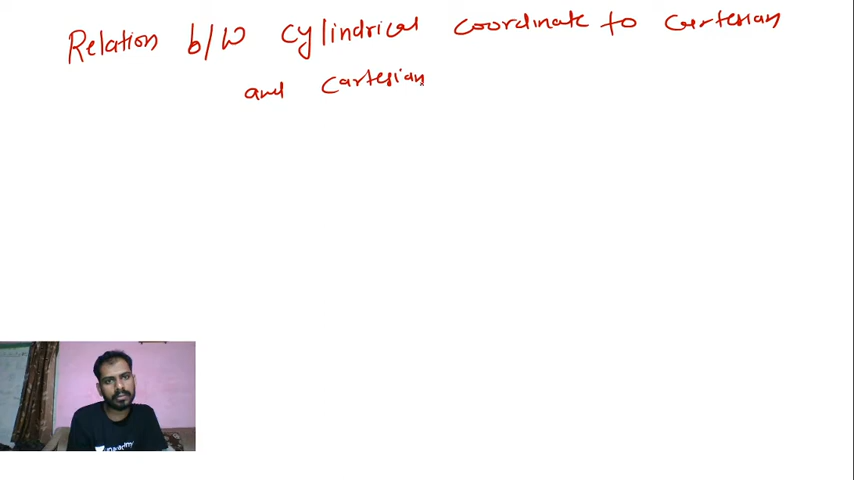 Relation b/w cylindrical coordinate to cartesian
and cartesian